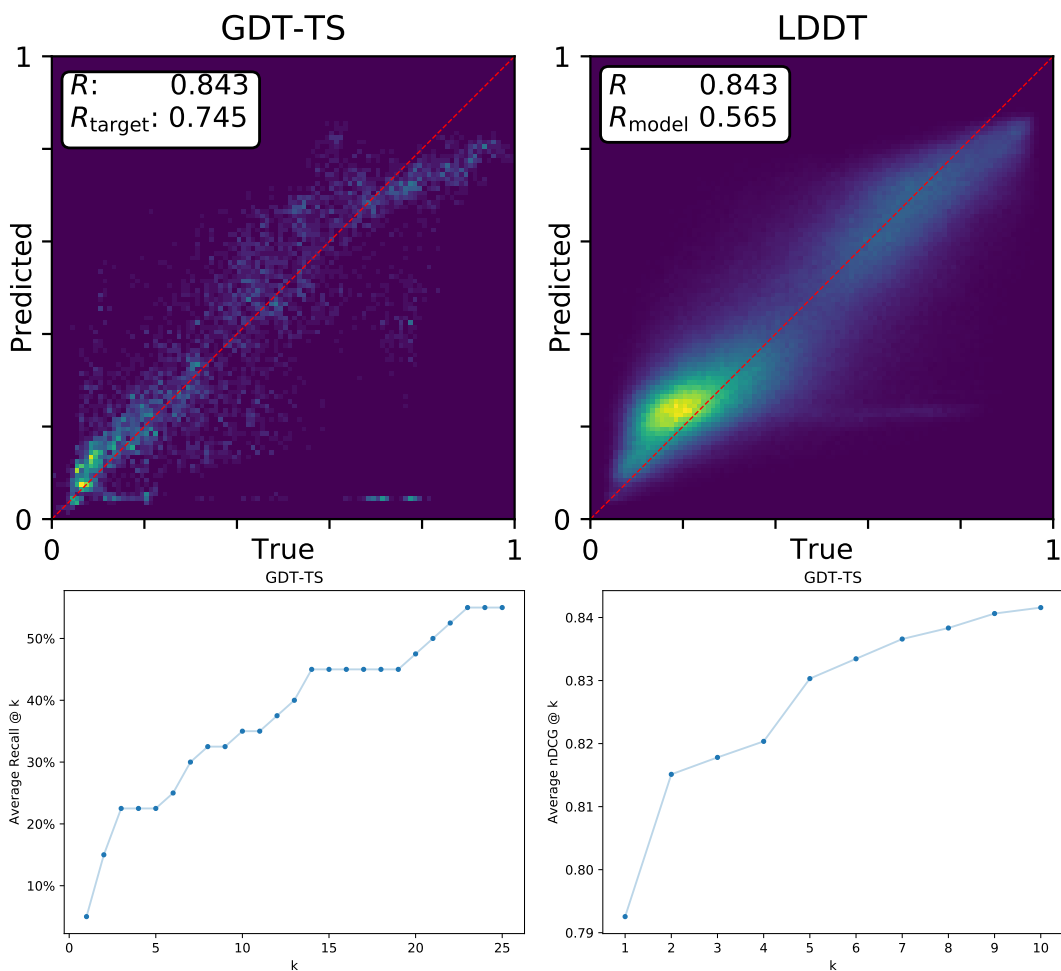 GDT-TS
1
R: 0.843
R_target: 0.745
Predicted
0
0
True
1
LDDT
1
R 0.843
R_model 0.565
Predicted
0
0
True
1
GDT-TS
50%
40%
30%
20%
10%
Average Recall @ k
0 5 10 15 20 25
k
GDT-TS
0.84
0.83
0.82
0.81
0.80
0.79
Average nDCG @ k
1 2 3 4 5 6 7 8 9 10
k